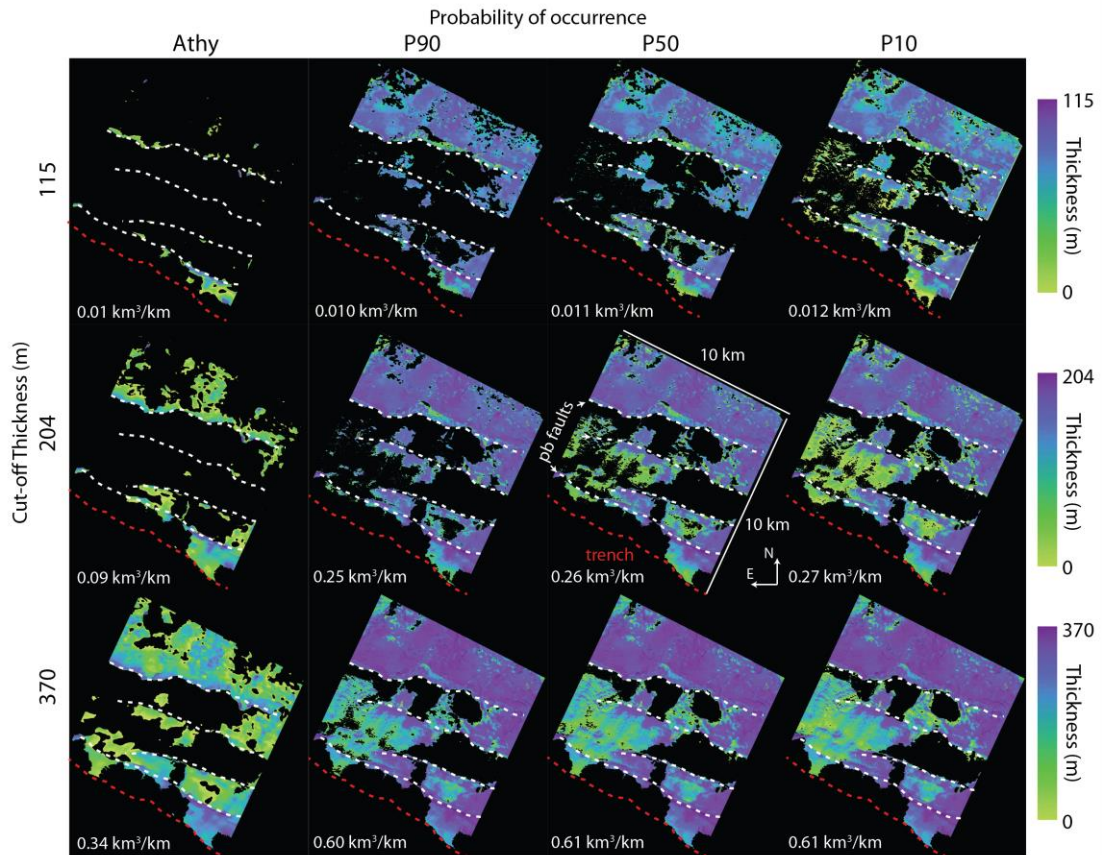 Probability of occurrence
Athy P90 P50 P10
Cut-off Thickness (m)
115
0.01 km³/km
0.010 km³/km
0.011 km³/km
0.012 km³/km
115
Thickness (m)
0
204
10 km
pb faults
10 km
trench
N
E
0.09 km³/km
0.25 km³/km
0.26 km³/km
0.27 km³/km
204
Thickness (m)
0
370
0.34 km³/km
0.60 km³/km
0.61 km³/km
0.61 km³/km
370
Thickness (m)
0